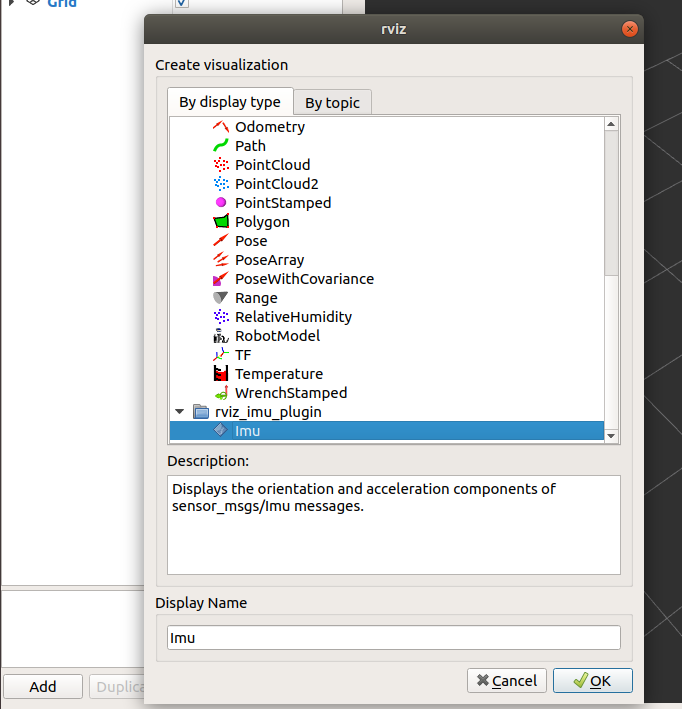 Grid
rviz
Create visualization
By display type
By topic
Odometry
Path
PointCloud
PointCloud2
PointStamped
Polygon
Pose
PoseArray
PoseWithCovariance
Range
RelativeHumidity
RobotModel
TF
Temperature
WrenchStamped
rviz_imu_plugin
Imu
Description:
Displays the orientation and acceleration components of
sensor_msgs/Imu messages.
Display Name
Imu
Add
Duplica
Cancel
OK